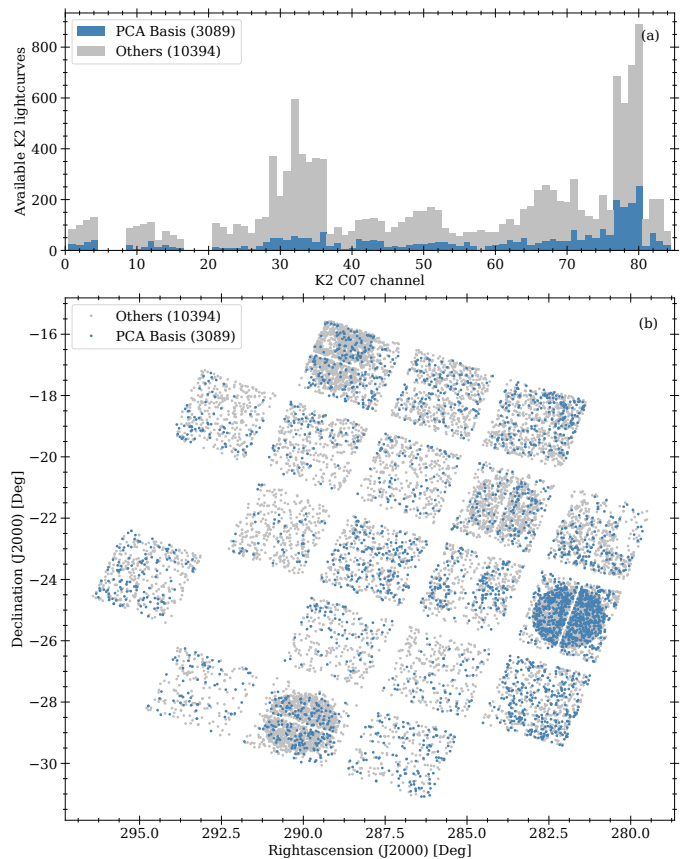 PCA Basis (3089)
Others (10394)
(a)
800
600
400
200
0
Available K2 lightcurves
0 10 20 30 40 50 60 70 80
K2 C07 channel
Others (10394)
PCA Basis (3089)
(b)
−16
−18
−20
−22
−24
−26
−28
−30
Declination (J2000) [Deg]
295.0 292.5 290.0 287.5 285.0 282.5 280.0
Rightascension (J2000) [Deg]